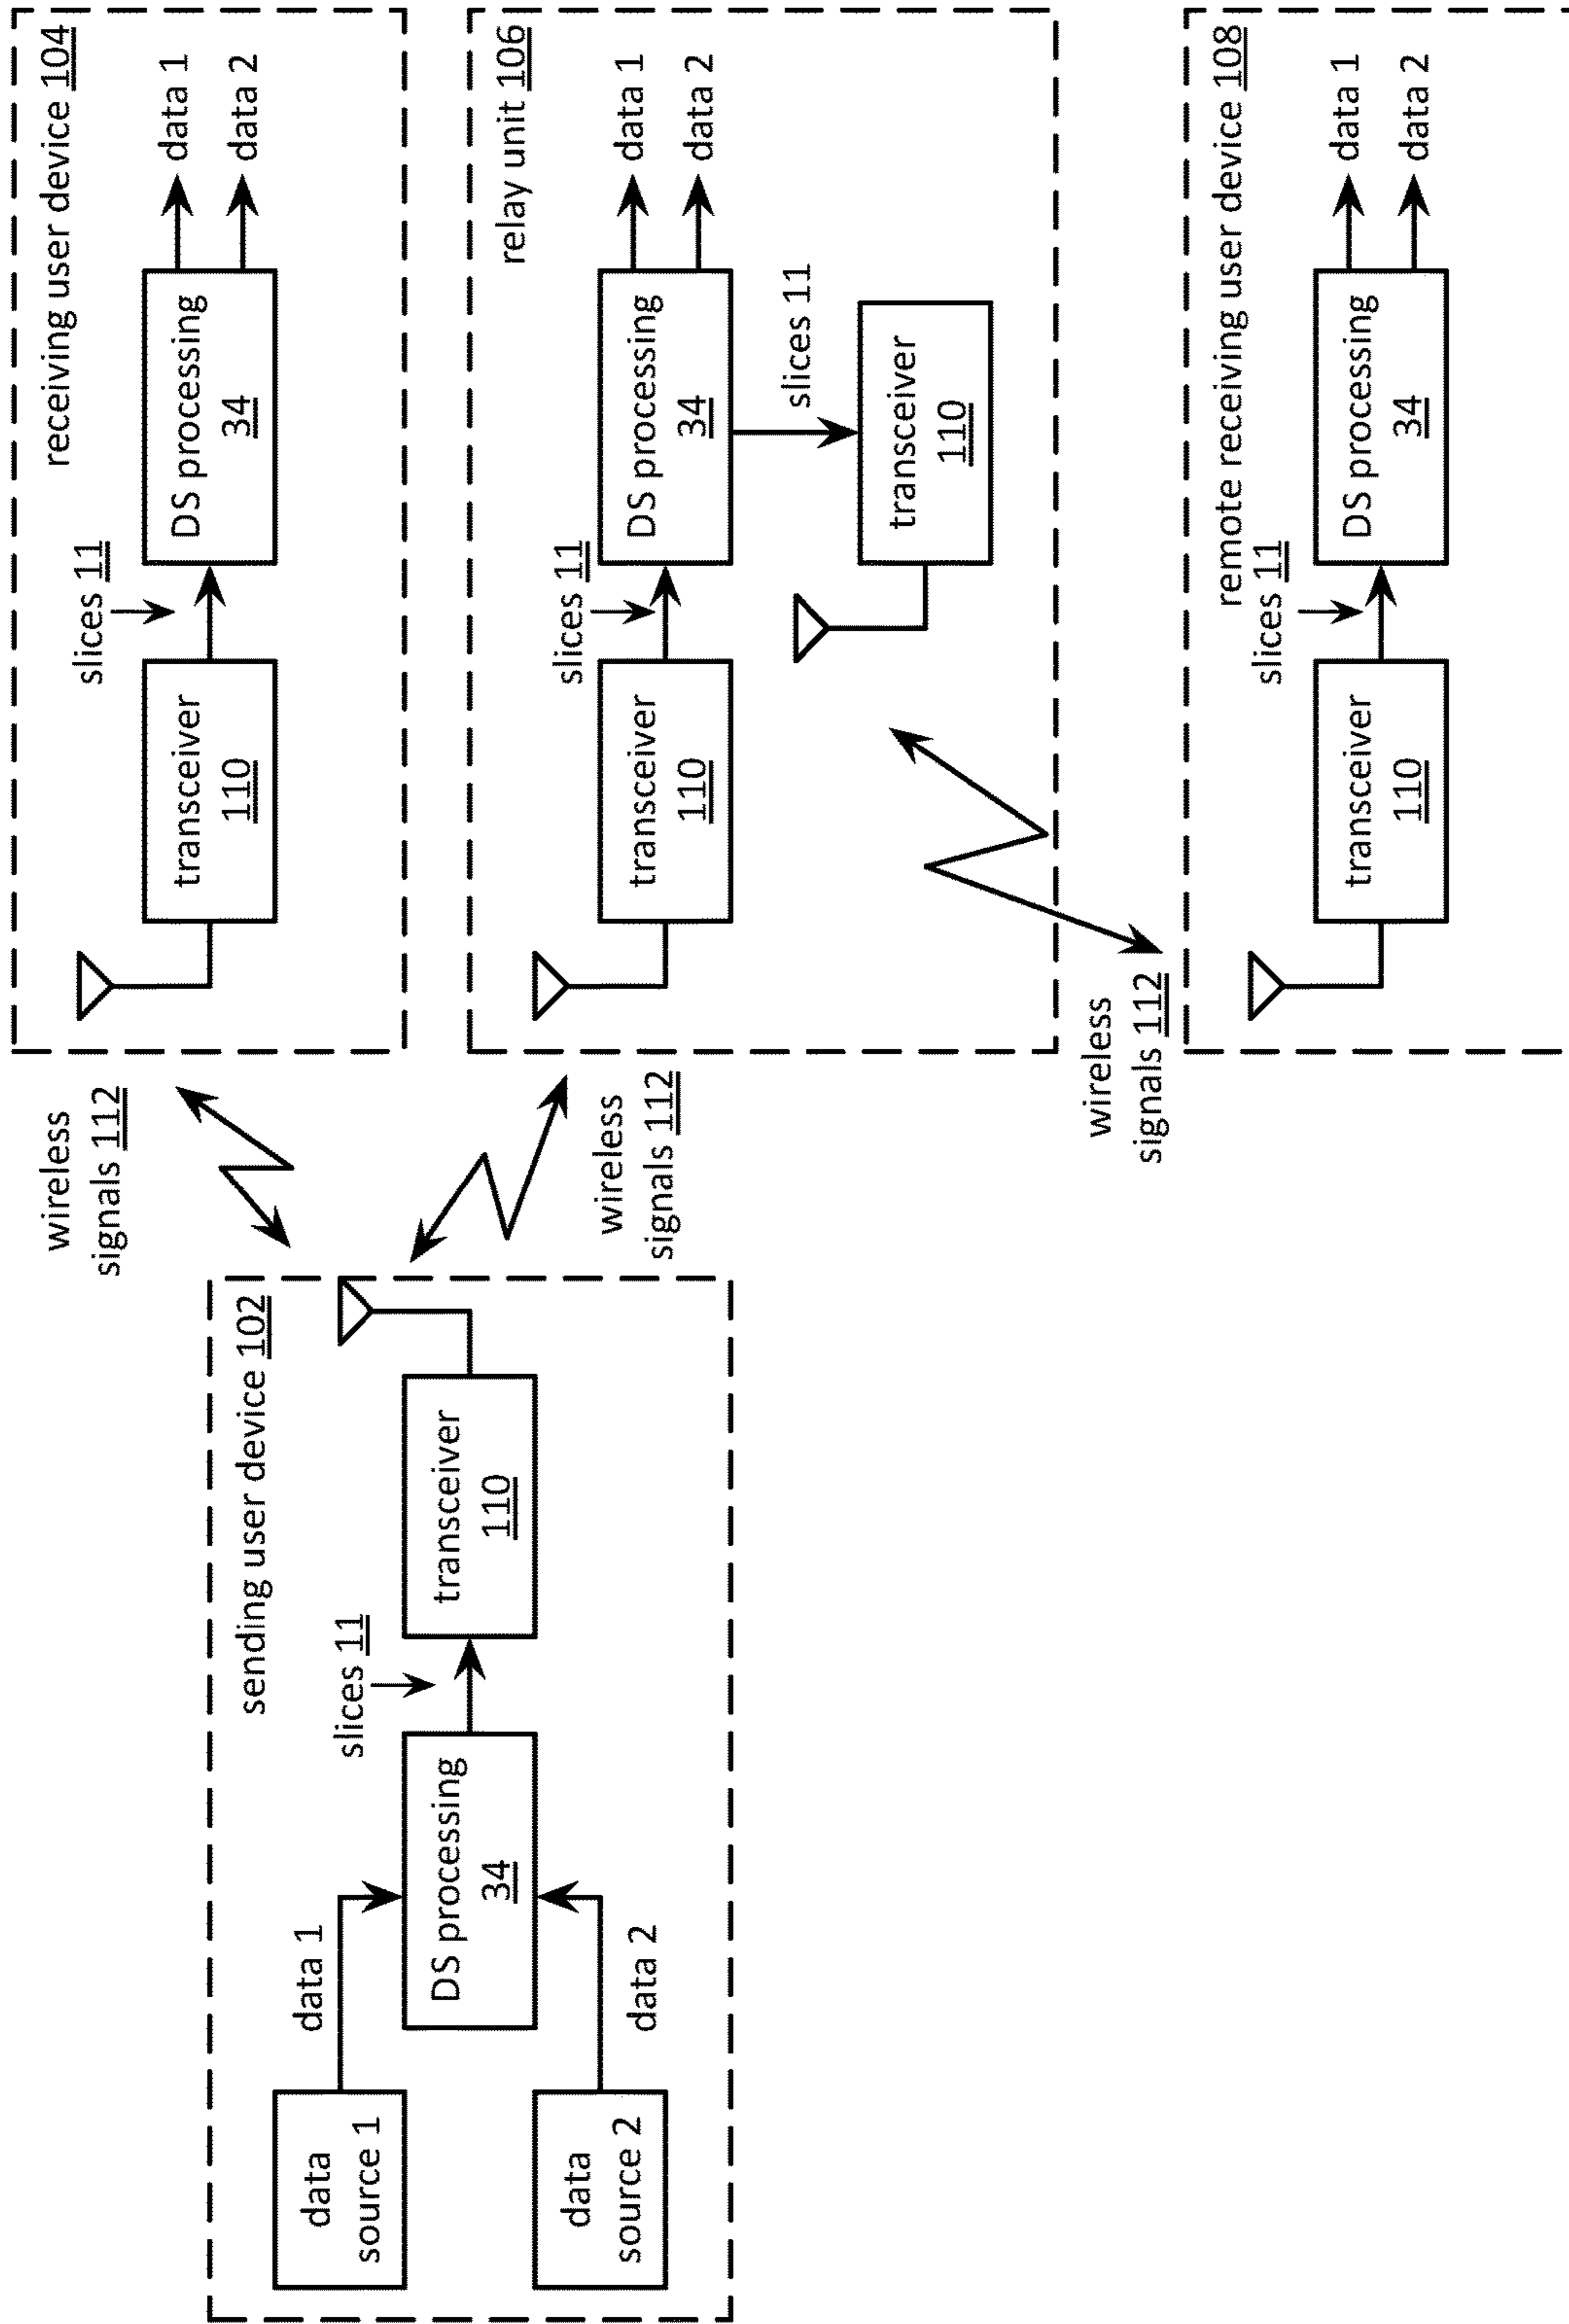 sending user device 102
data
source 1
data 1
data
source 2
data 2
DS processing
34
slices 11
transceiver
110
wireless
signals 112
wireless
signals 112
receiving user device 104
transceiver
110
slices 11
DS processing
34
data 1
data 2
relay unit 106
transceiver
110
slices 11
DS processing
34
data 1
data 2
slices 11
transceiver
110
wireless
signals 112
remote receiving user device 108
transceiver
110
slices 11
DS processing
34
data 1
data 2